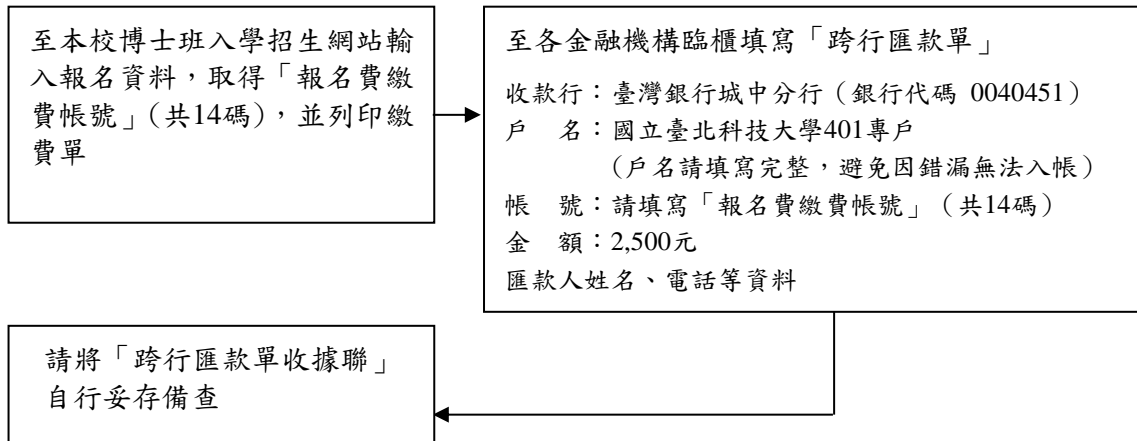 至本校博士班入學招生網站輸
入報名資料，取得「報名費繳
費帳號」（共14碼），並列印繳
費單
至各金融機構臨櫃填寫「跨行匯款單」
收款行：臺灣銀行城中分行（銀行代碼 0040451）
戶　名：國立臺北科技大學401專戶
（戶名請填寫完整，避免因錯漏無法入帳）
帳　號：請填寫「報名費繳費帳號」（共14碼）
金　額：2,500元
匯款人姓名、電話等資料
請將「跨行匯款單收據聯」
自行妥存備查